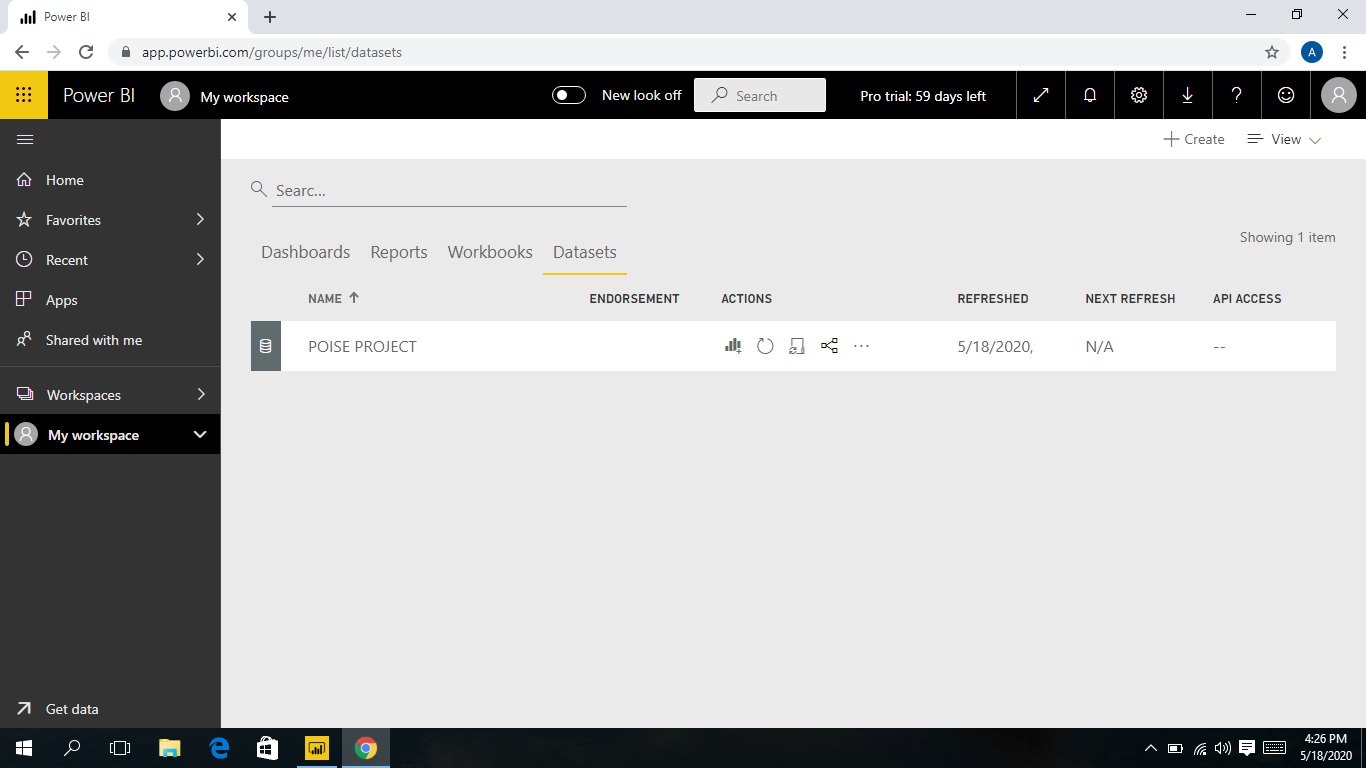 Power BI
app.powerbi.com/groups/me/list/datasets
A
Power BI My workspace New look off Search Pro trial: 59 days left
Create View
Home
Searc...
Favorites
Showing 1 item
Dashboards Reports Workbooks Datasets
Recent
NAME ENDORSEMENT ACTIONS REFRESHED NEXT REFRESH API ACCESS
Apps
Shared with me
POISE PROJECT 5/18/2020, N/A --
Workspaces
My workspace
Get data
4:26 PM
5/18/2020